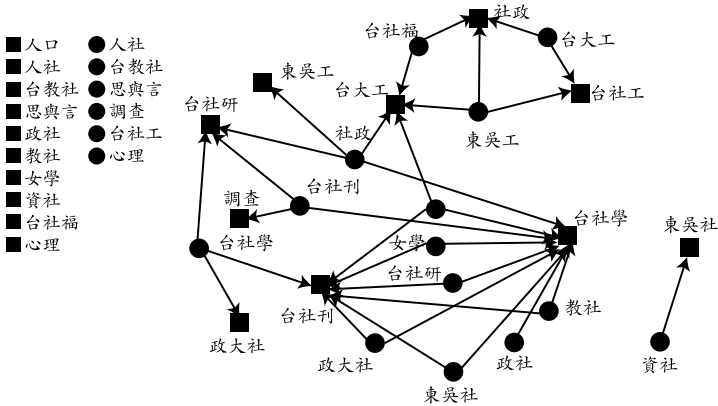 人口
人社
台教社
思與言
政社
教社
女學
資社
台社福
心理
人社
台教社
思與言
調查
台社工
心理
社政
台社福
台大工
東吳工
台大工
台社工
台社研
社政
東吳工
調查
台社刊
台社學
台社學
女學
台社研
東吳社
台社刊
教社
政大社
政大社
政社
資社
東吳社